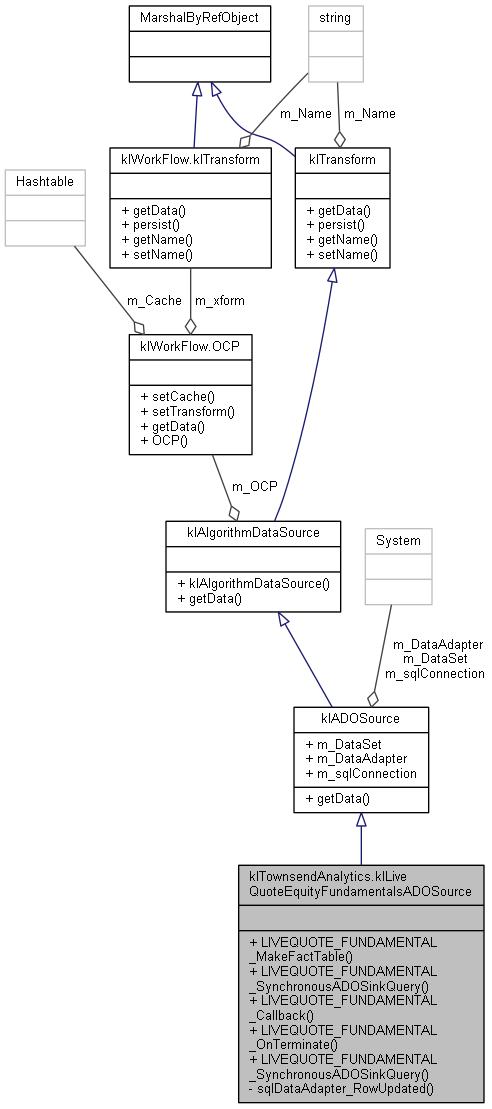 MarshalByRefObject
string
m_Name
m_Name
klWorkFlow.klTransform
+ getData()
+ persist()
+ getName()
+ setName()
klTransform
+ getData()
+ persist()
+ getName()
+ setName()
Hashtable
m_Cache
m_xform
klWorkFlow.OCP
+ setCache()
+ setTransform()
+ getData()
+ OCP()
m_OCP
klAlgorithmDataSource
+ klAlgorithmDataSource()
+ getData()
System
m_DataAdapter
m_DataSet
m_sqlConnection
klADOSource
+ m_DataSet
+ m_DataAdapter
+ m_sqlConnection
+ getData()
klTownsendAnalytics.klLive
QuoteEquityFundamentalsADOSource
+ LIVEQUOTE_FUNDAMENTAL
_MakeFactTable()
+ LIVEQUOTE_FUNDAMENTAL
_SynchronousADOSinkQuery()
+ LIVEQUOTE_FUNDAMENTAL
_Callback()
+ LIVEQUOTE_FUNDAMENTAL
_OnTerminate()
+ LIVEQUOTE_FUNDAMENTAL
_SynchronousADOSinkQuery()
- sqlDataAdapter_RowUpdated()